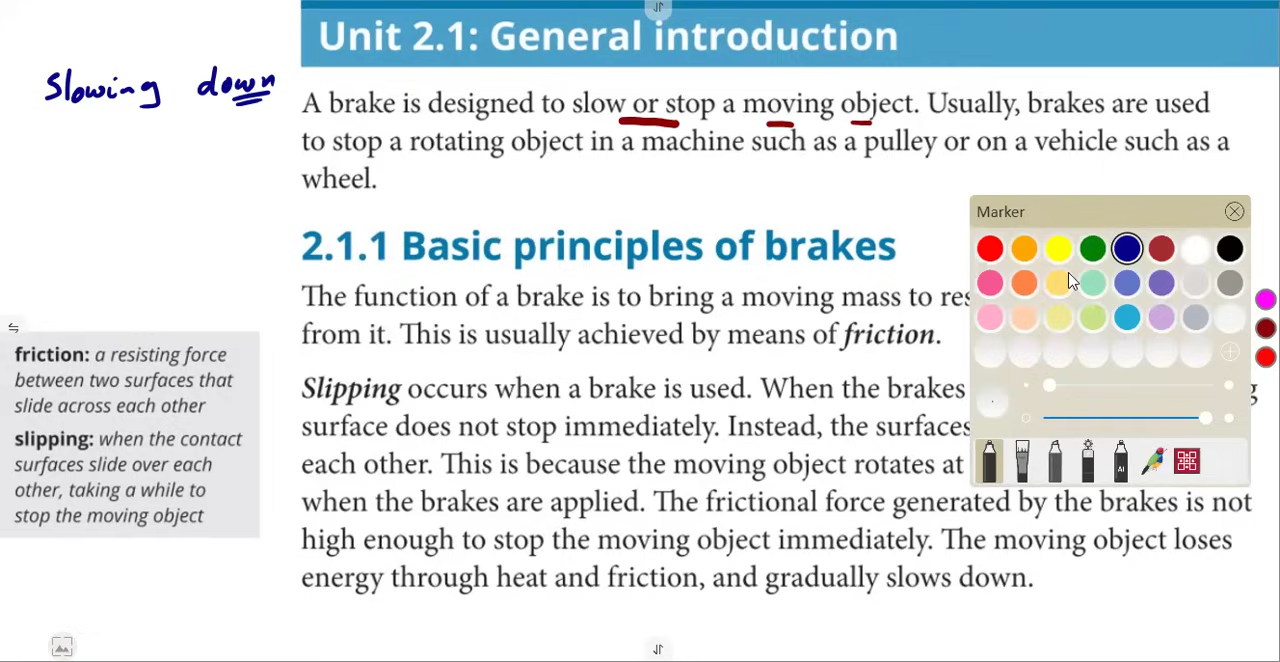 Unit 2.1: General introduction
Slowing down
A brake is designed to slow or stop a moving object. Usually, brakes are used
to stop a rotating object in a machine such as a pulley or on a vehicle such as a
wheel.
Marker
2.1.1 Basic principles of brakes
The function of a brake is to bring a moving mass to
from it. This is usually achieved by means of friction.
friction: a resisting force
between two surfaces that
slide across each other
slipping: when the contact
surfaces slide over each
other, taking a while to
stop the moving object
Slipping occurs when a brake is used. When the brakes
surface does not stop immediately. Instead, the surfaces
each other. This is because the moving object rotates at
when the brakes are applied. The frictional force generated by the brakes is not
high enough to stop the moving object immediately. The moving object loses
energy through heat and friction, and gradually slows down.
AI